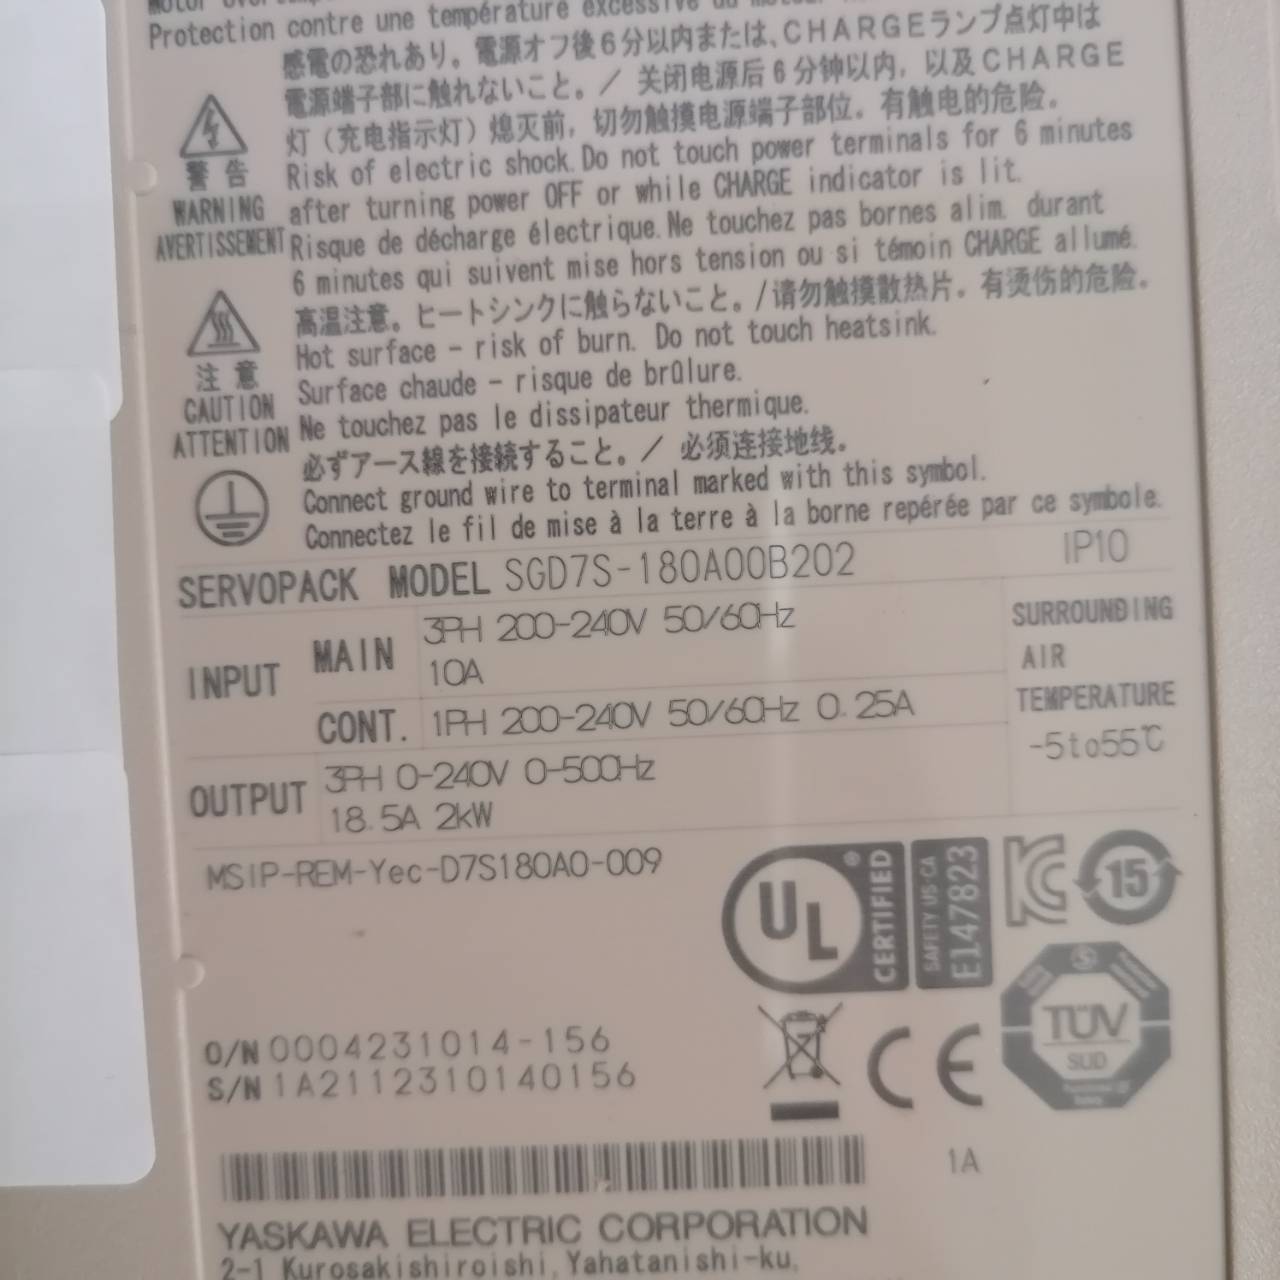 Protection contre une température excessive du moteur
感電の恐れあり。電源オフ後6分以内または、CHARGEランプ点灯中は
電源端子部に触れないこと。/ 关闭电源后6分钟以内，以及CHARGE
灯（充电指示灯）熄灭前，切勿触摸电源端子部位。有触电的危险。
警告
WARNING
AVERTISSEMENT
Risk of electric shock. Do not touch power terminals for 6 minutes
after turning power OFF or while CHARGE indicator is lit.
Risque de décharge électrique. Ne touchez pas bornes alim. durant
6 minutes qui suivent mise hors tension ou si témoin CHARGE allumé.
高温注意。ヒートシンクに触らないこと。/请勿触摸散热片。有烫伤的危险。
注意
CAUTION
ATTENTION
Hot surface - risk of burn. Do not touch heatsink.
Surface chaude - risque de brûlure.
Ne touchez pas le dissipateur thermique.
必ずアース線を接続すること。/ 必须连接地线。
Connect ground wire to terminal marked with this symbol.
Connectez le fil de mise à la terre à la borne repérée par ce symbole.
SERVOPACK MODEL SGD7S-180A00B202 IP10
INPUT MAIN 3PH 200-240V 50/60Hz
10A
CONT. 1PH 200-240V 50/60Hz 0.25A
OUTPUT 3PH 0-240V 0-500Hz
18.5A 2kW
SURROUNDING
AIR
TEMPERATURE
-5to55℃
MSIP-REM-Yec-D7S180A0-009
UL ® CERTIFIED
SAFETY US CA
E147823
15
TÜV
SÜD
CE
O/N 0004231014-156
S/N 1A2112310140156
1A
YASKAWA ELECTRIC CORPORATION
2-1 Kurosakishiroishi, Yahatanishi-ku,